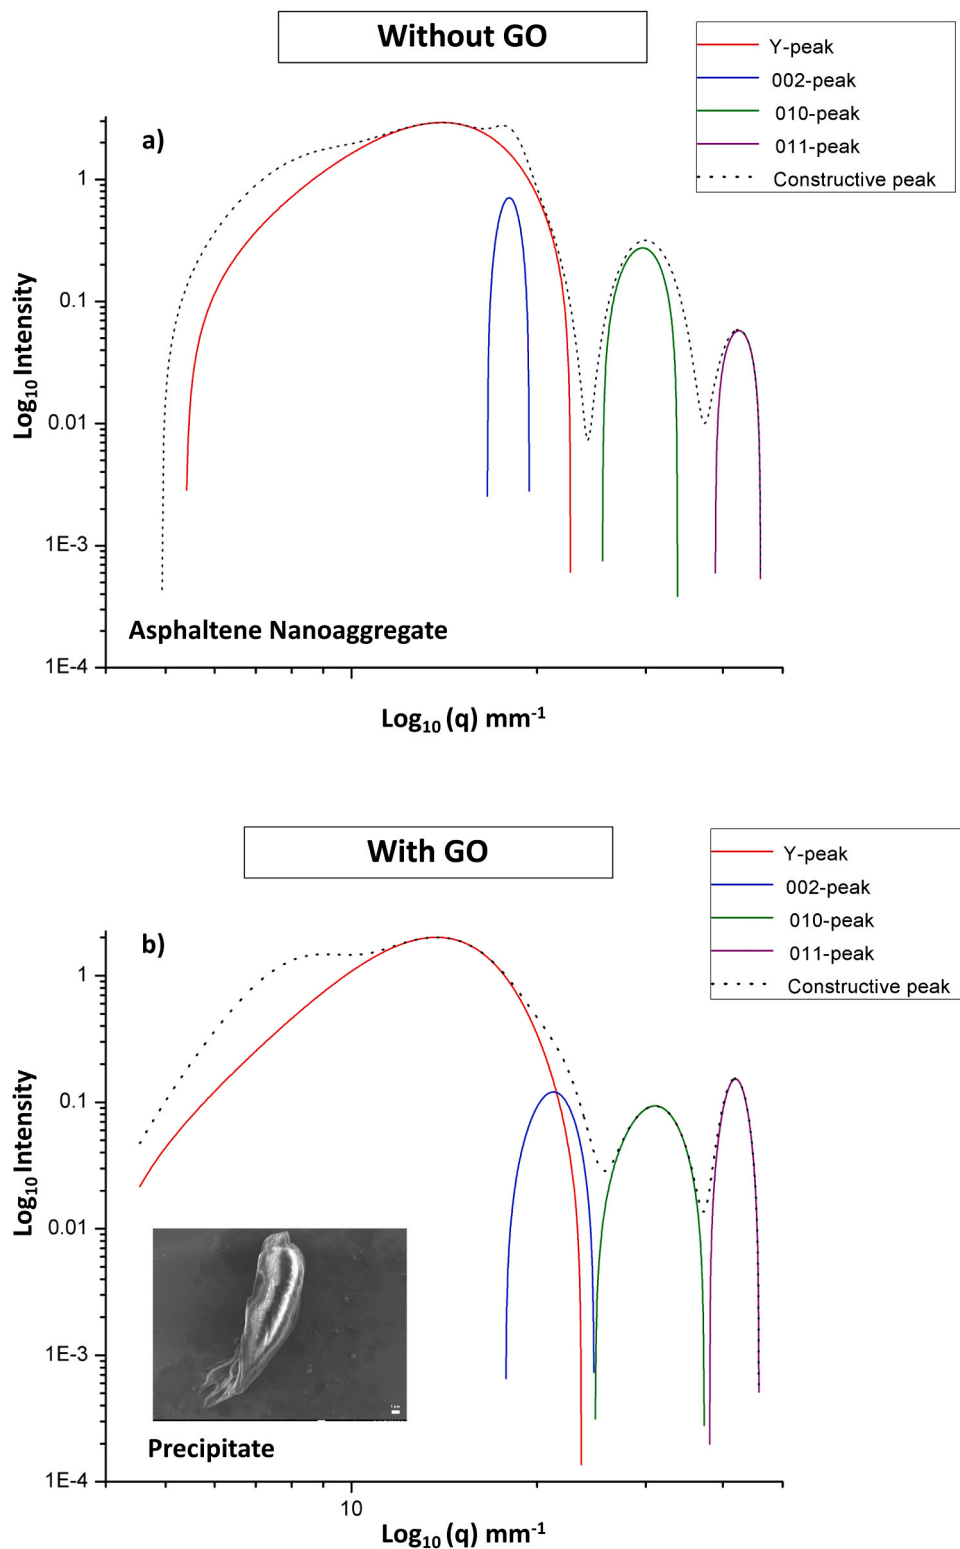 Without GO
Y-peak
002-peak
010-peak
011-peak
Constructive peak
a)
1
0.1
0.01
1E-3
1E-4
Log10 Intensity
Asphaltene Nanoaggregate
Log10 (q) mm-1
With GO
Y-peak
002-peak
010-peak
011-peak
Constructive peak
b)
1
0.1
0.01
1E-3
1E-4
Log10 Intensity
Precipitate
10
Log10 (q) mm-1